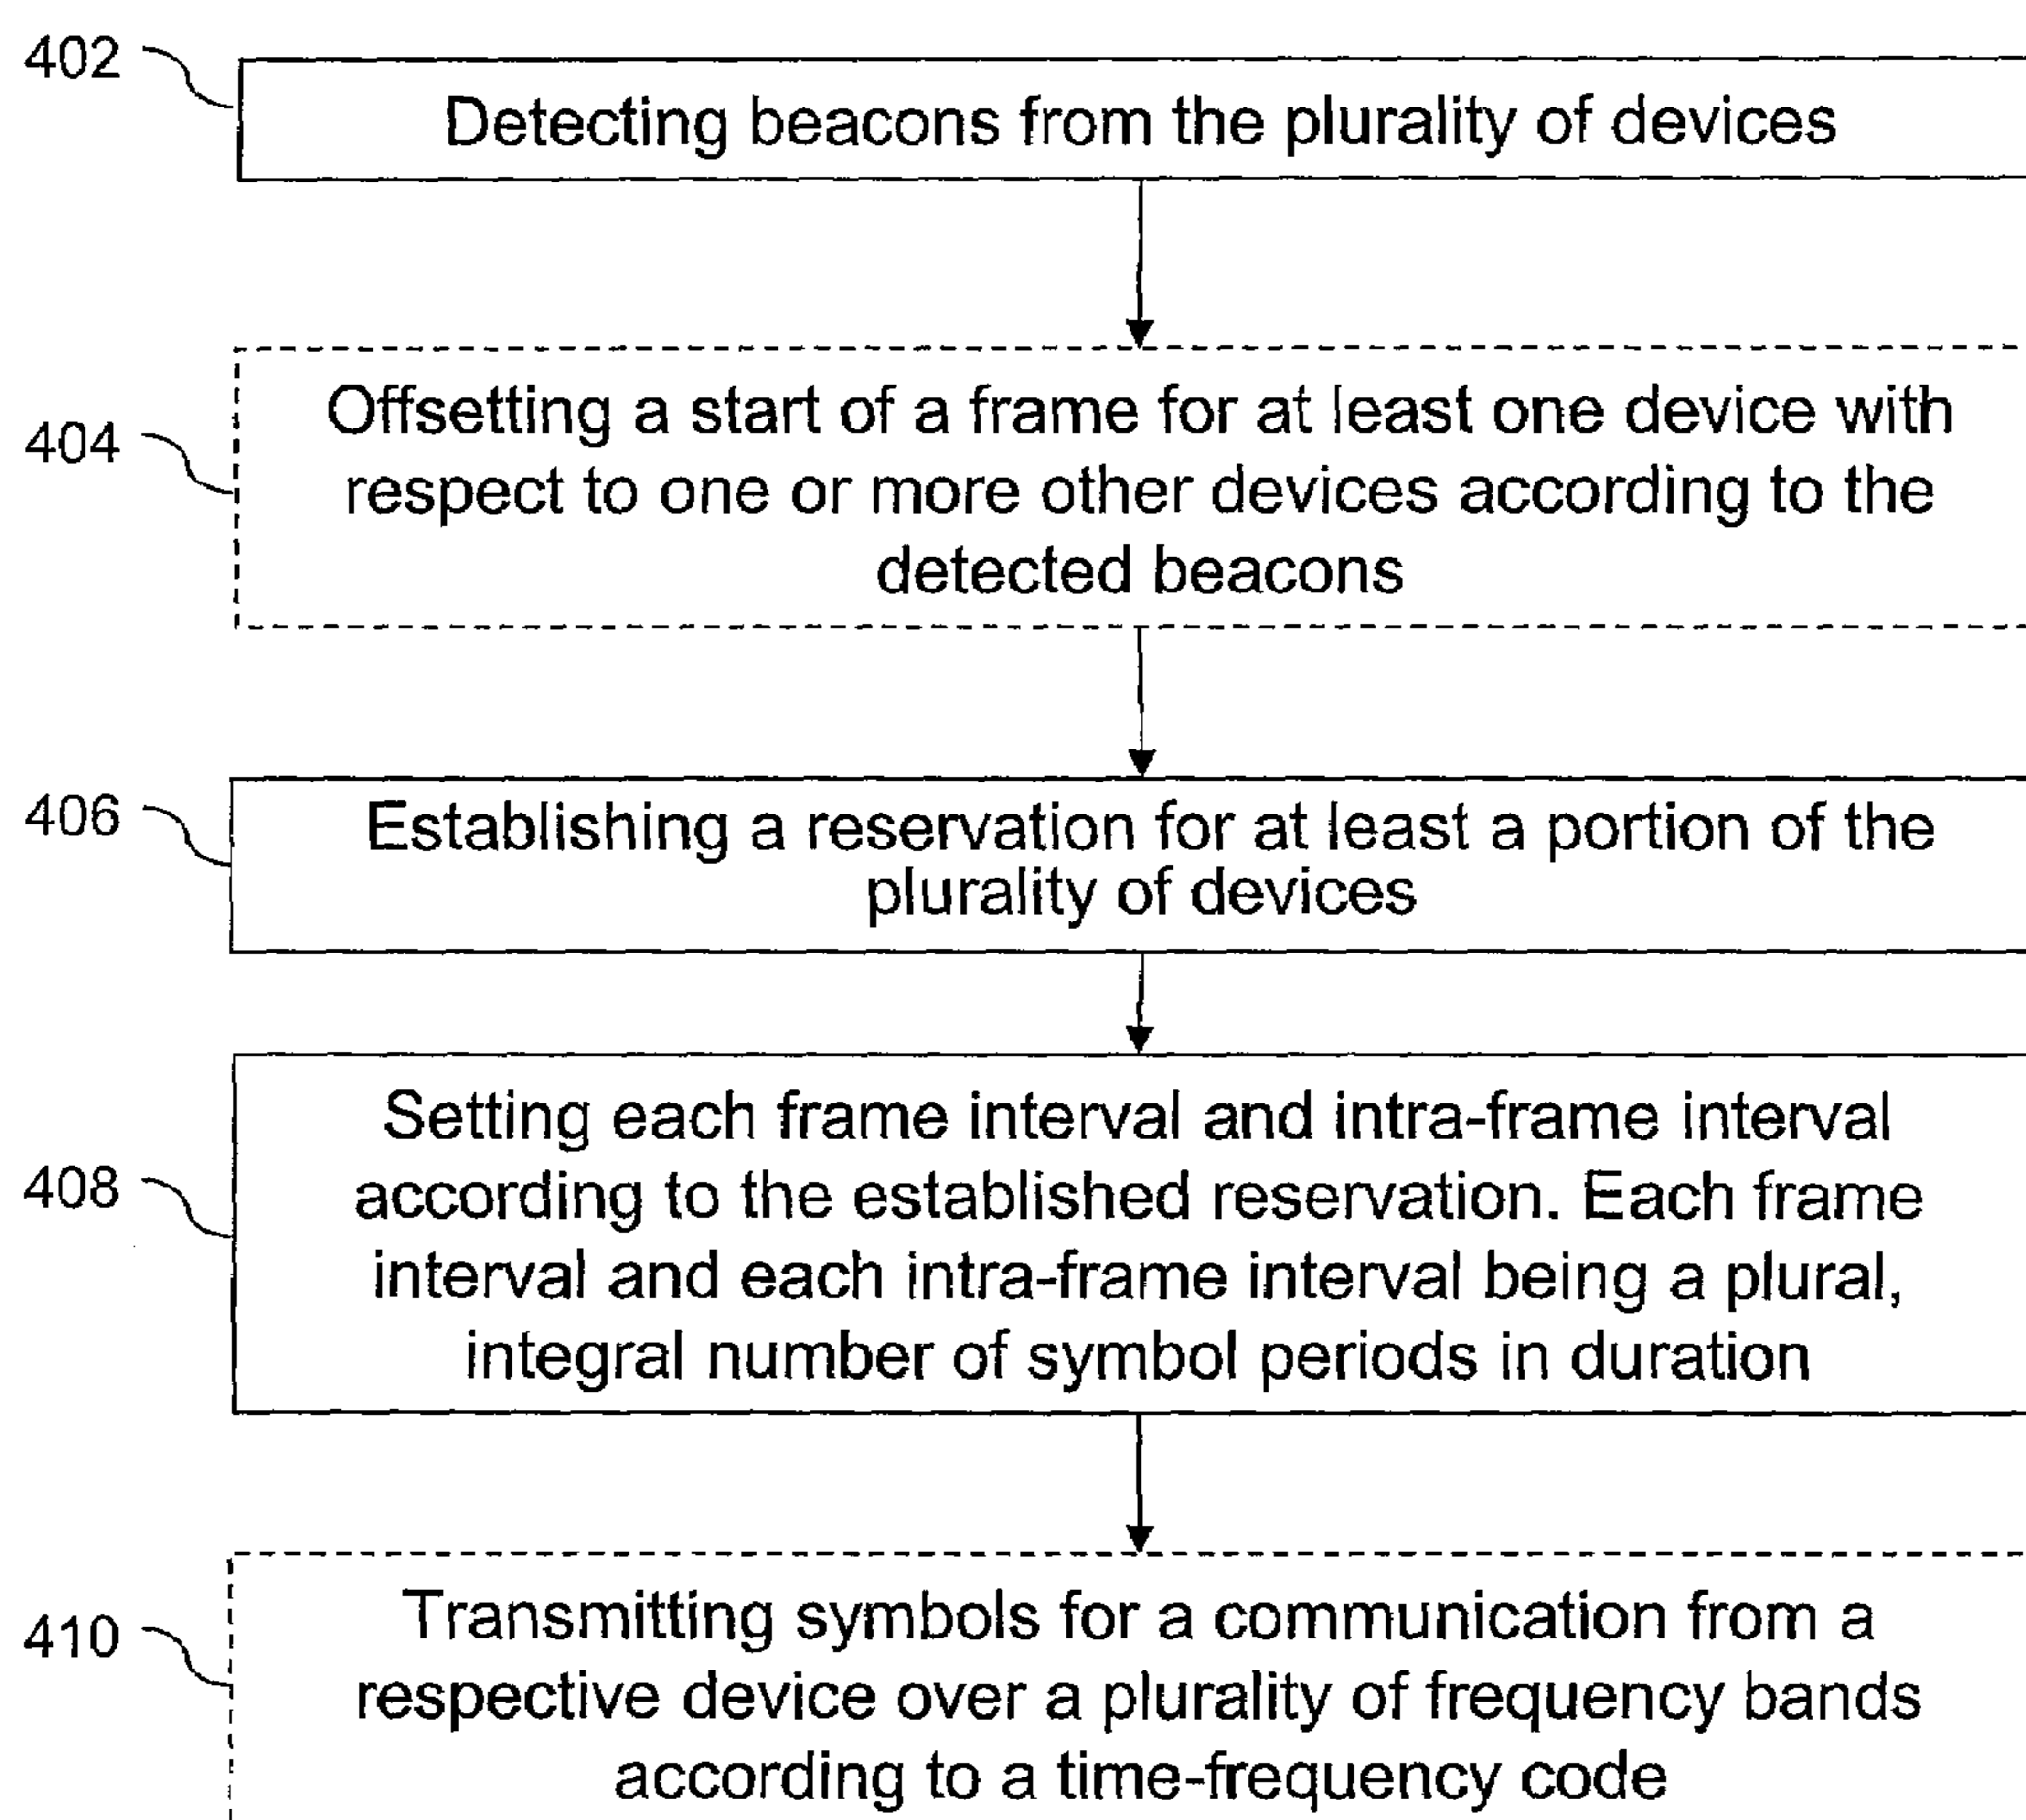 402
Detecting beacons from the plurality of devices
404
Offsetting a start of a frame for at least one device with
respect to one or more other devices according to the
detected beacons
406
Establishing a reservation for at least a portion of the
plurality of devices
408
Setting each frame interval and intra-frame interval
according to the established reservation. Each frame
interval and each intra-frame interval being a plural,
integral number of symbol periods in duration
410
Transmitting symbols for a communication from a
respective device over a plurality of frequency bands
according to a time-frequency code